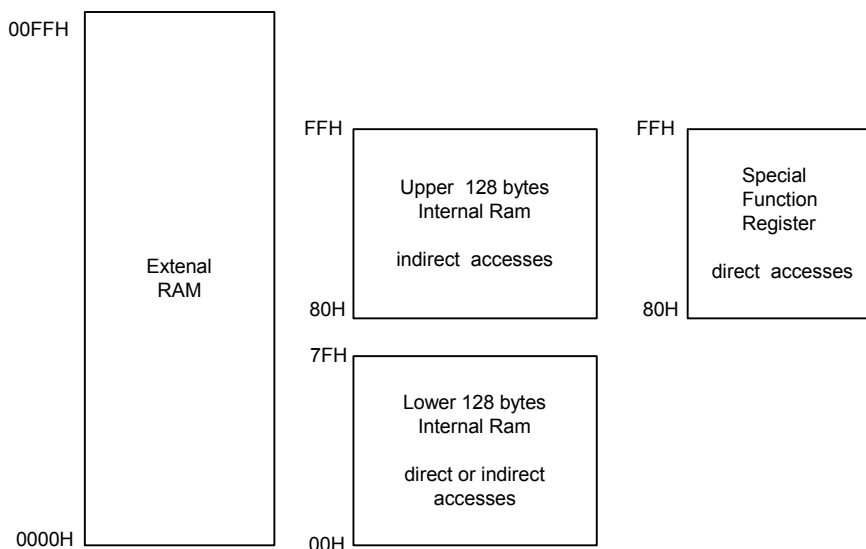 00FFH
Extenal
RAM
0000H
FFH
Upper 128 bytes
Internal Ram
indirect accesses
80H
7FH
Lower 128 bytes
Internal Ram
direct or indirect
accesses
00H
FFH
Special
Function
Register
direct accesses
80H